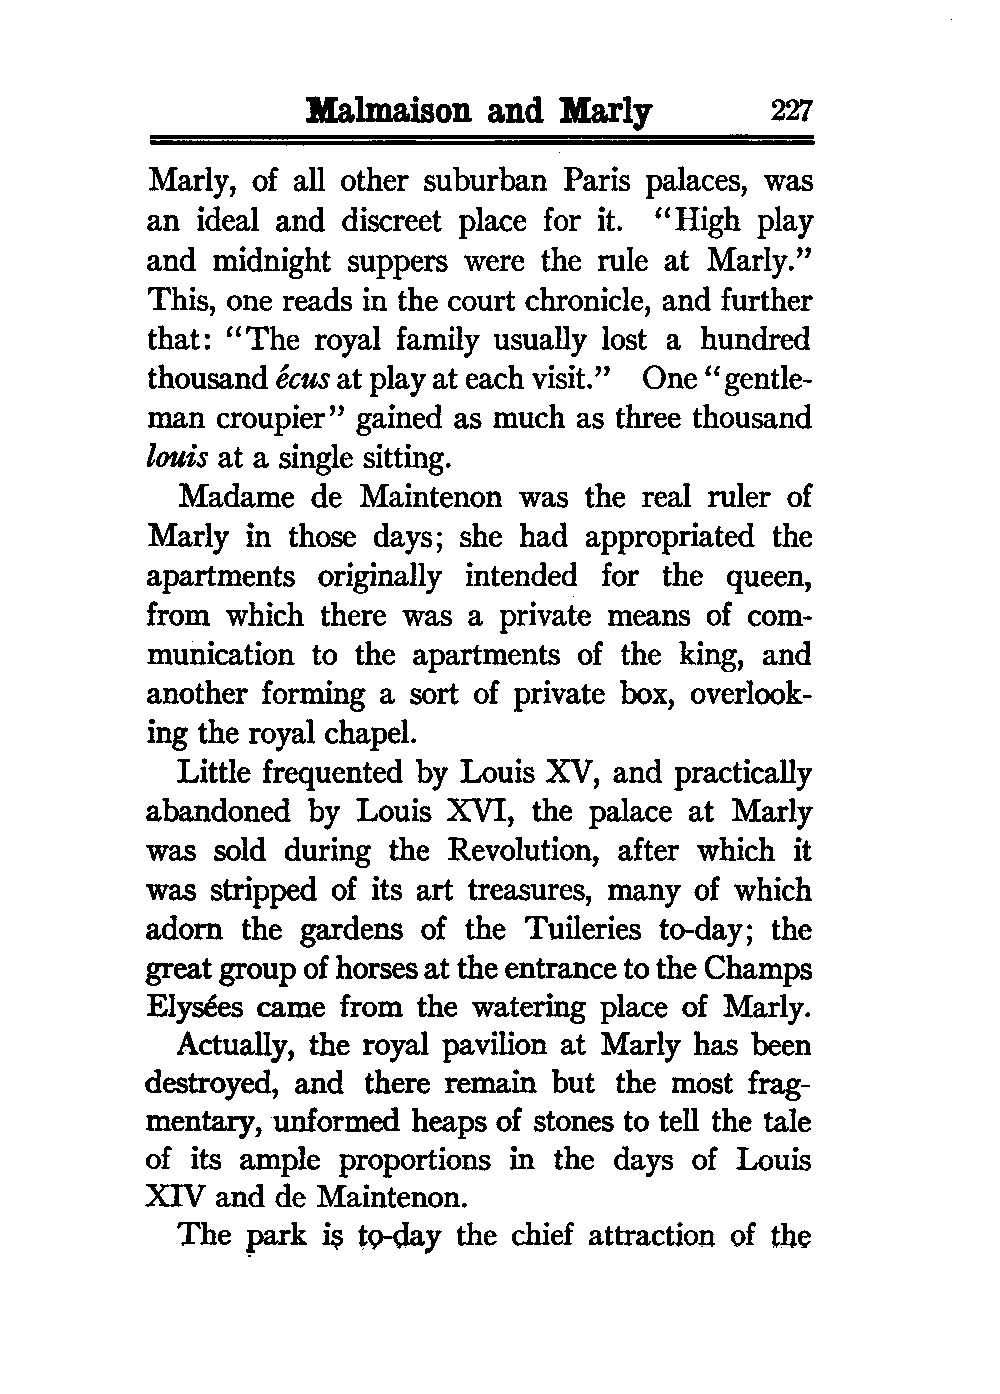 Malmaison and Marly 227
Marly, of all other suburban Paris palaces, was
an ideal and discreet place for it. "High play
and midnight suppers were the rule at Marly."
This, one reads in the court chronicle, and further
that: "The royal family usually lost a hundred
thousand écus at play at each visit." One "gentle-
man croupier" gained as much as three thousand
louis at a single sitting.
Madame de Maintenon was the real ruler of
Marly in those days; she had appropriated the
apartments originally intended for the queen,
from which there was a private means of com-
munication to the apartments of the king, and
another forming a sort of private box, overlook-
ing the royal chapel.
Little frequented by Louis XV, and practically
abandoned by Louis XVI, the palace at Marly
was sold during the Revolution, after which it
was stripped of its art treasures, many of which
adorn the gardens of the Tuileries to-day; the
great group of horses at the entrance to the Champs
Elysées came from the watering place of Marly.
Actually, the royal pavilion at Marly has been
destroyed, and there remain but the most frag-
mentary, unformed heaps of stones to tell the tale
of its ample proportions in the days of Louis
XIV and de Maintenon.
The park is to-day the chief attraction of the